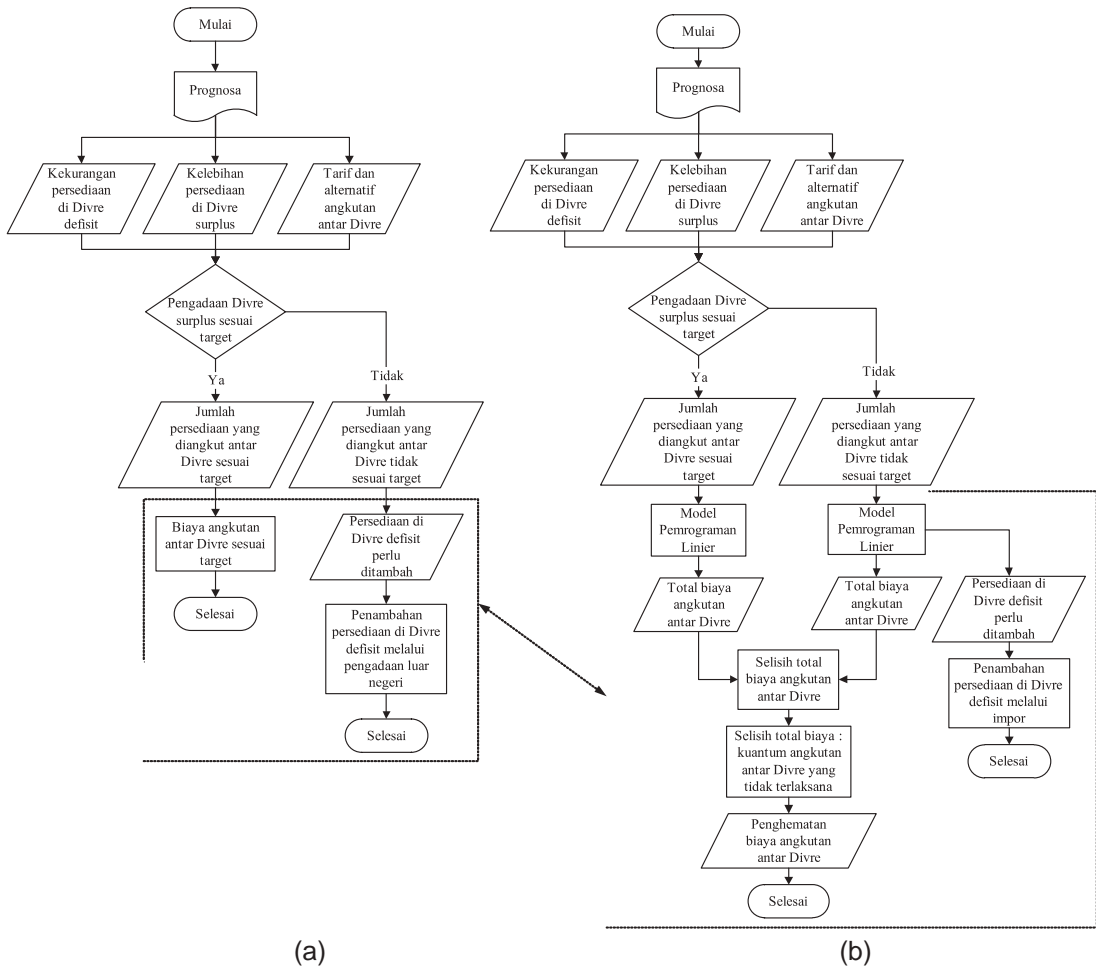 Mulai
Prognosa
Kekurangan
persediaan
di Divre
defisit
Kelebihan
persediaan
di Divre
surplus
Tarif dan
alternatif
angkutan
antar Divre
Pengadaan Divre
surplus sesuai
target
Ya
Tidak
Jumlah
persediaan yang
diangkut antar
Divre sesuai
target
Jumlah
persediaan yang
diangkut antar
Divre tidak
sesuai target
Biaya angkutan
antar Divre sesuai
target
Selesai
Persediaan di
Divre defisit
perlu
ditambah
Penambahan
persediaan di Divre
defisit melalui
pengadaan luar
negeri
Selesai
(a)
Mulai
Prognosa
Kekurangan
persediaan
di Divre
defisit
Kelebihan
persediaan
di Divre
surplus
Tarif dan
alternatif
angkutan
antar Divre
Pengadaan Divre
surplus sesuai
target
Ya
Tidak
Jumlah
persediaan yang
diangkut antar
Divre sesuai
target
Jumlah
persediaan yang
diangkut antar
Divre tidak
sesuai target
Model
Pemrograman
Linier
Model
Pemrograman
Linier
Total biaya
angkutan
antar Divre
Total biaya
angkutan
antar Divre
Persediaan di
Divre defisit
perlu
ditambah
Selisih total
biaya angkutan
antar Divre
Penambahan
persediaan di Divre
defisit melalui
impor
Selesai
Selisih total biaya :
kuantum angkutan
antar Divre yang
tidak terlaksana
Penghematan
biaya angkutan
antar Divre
Selesai
(b)